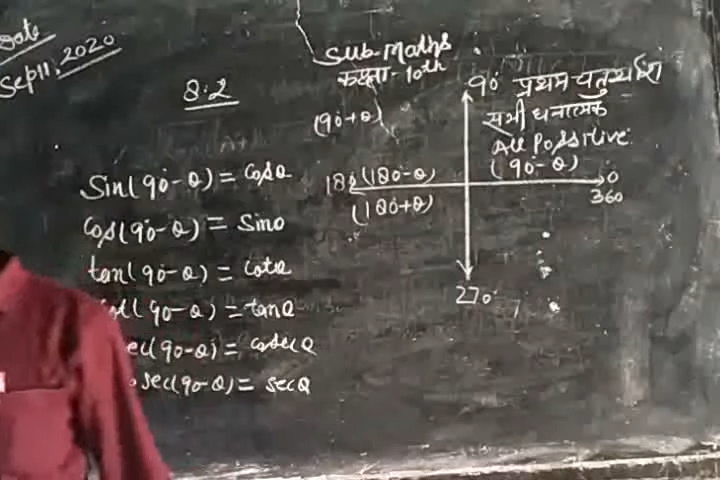 Date
Sep 11, 2020
Sub-Maths
कक्षा-10th
8.2
Sin(90°-θ) = Cosθ
Cos(90°-θ) = Sinθ
tan(90°-θ) = Cotθ
(90°-θ) = tanθ
ec(90-θ) = Cosecθ
sec(90-θ) = secθ
90° प्रथम चतुर्थांश
सभी धनात्मक
All Possitive
(90°+θ)
(90°-θ)
180 (180-θ)
0
360
(180+θ)
270°